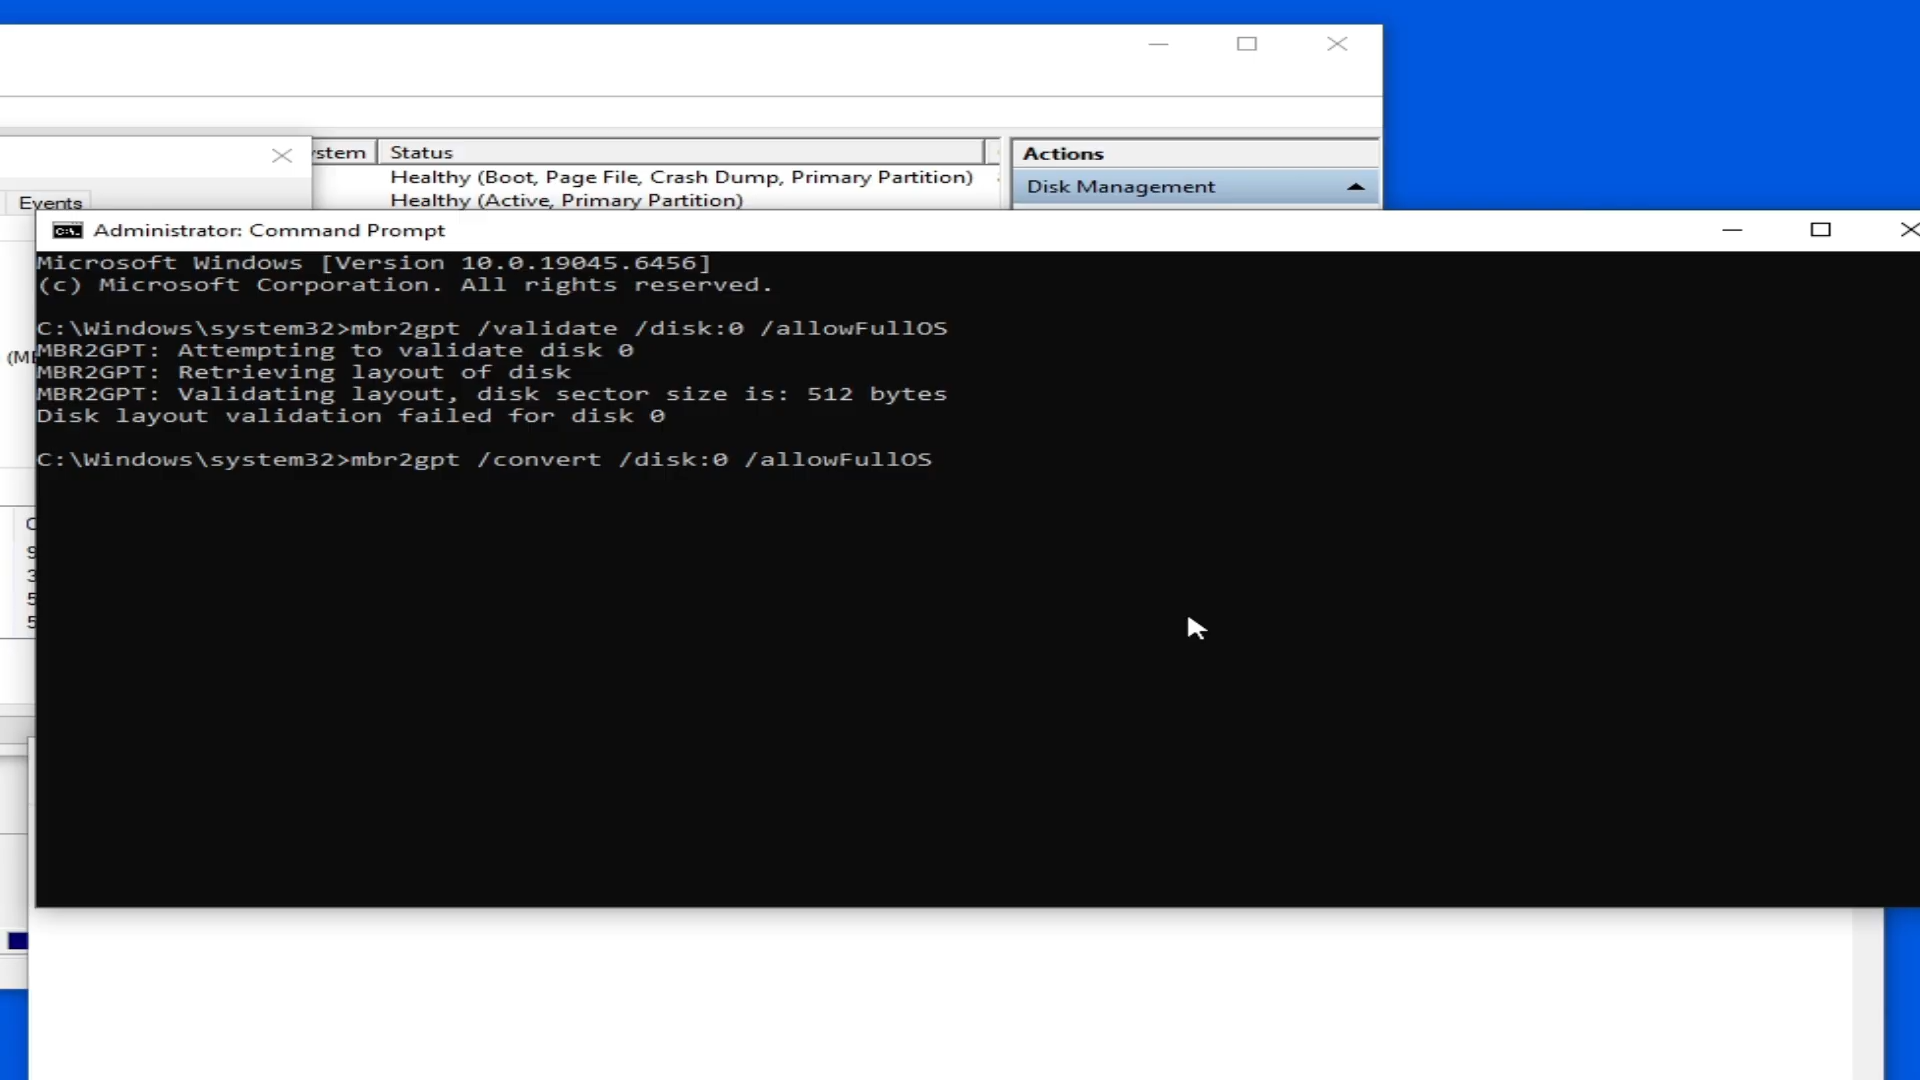 ystem
Status
Actions
Healthy (Boot, Page File, Crash Dump, Primary Partition)
Disk Management
Healthy (Active, Primary Partition)
Events
Administrator: Command Prompt
Microsoft Windows [Version 10.0.19045.6456]
(c) Microsoft Corporation. All rights reserved.
C:\Windows\system32>mbr2gpt /validate /disk:0 /allowFullOS
MBR2GPT: Attempting to validate disk 0
MBR2GPT: Retrieving layout of disk
MBR2GPT: Validating layout, disk sector size is: 512 bytes
Disk layout validation failed for disk 0
C:\Windows\system32>mbr2gpt /convert /disk:0 /allowFullOS